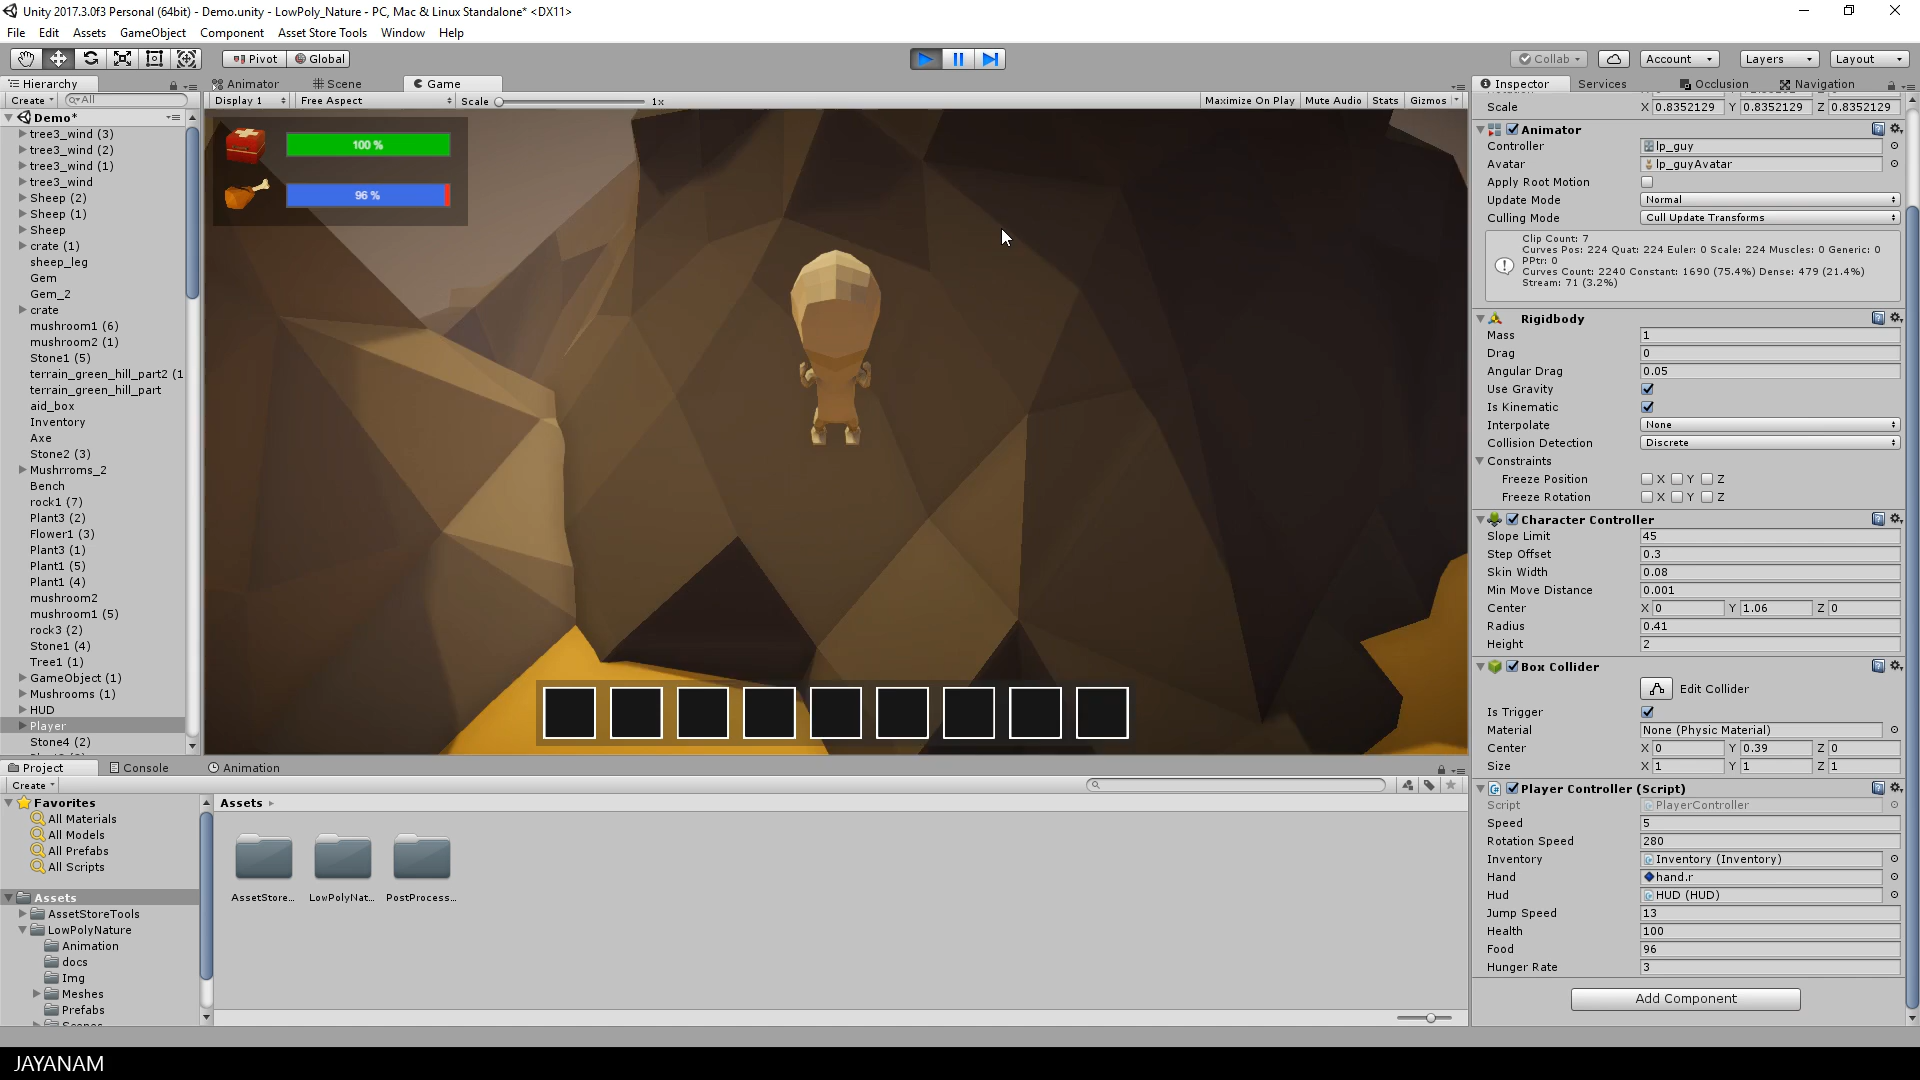 Unity 2017.3.0f3 Personal (64bit) - Demo.unity - LowPoly_Nature - PC, Mac & Linux Standalone* <DX11>
File Edit Assets GameObject Component Asset Store Tools Window Help
Pivot Global Collab Account Layers Layout
Hierarchy
Create All
Demo*
tree3_wind (3)
tree3_wind (2)
tree3_wind (1)
tree3_wind
Sheep (2)
Sheep (1)
Sheep
crate (1)
sheep_leg
Gem
Gem_2
crate
mushroom1 (6)
mushroom2 (1)
Stone1 (5)
terrain_green_hill_part2 (1
terrain_green_hill_part
aid_box
Inventory
Axe
Stone2 (3)
Mushrroms_2
Bench
rock1 (7)
Plant3 (2)
Flower1 (3)
Plant3 (1)
Plant1 (5)
Plant1 (4)
mushroom2
mushroom1 (5)
rock3 (2)
Stone1 (4)
Tree1 (1)
GameObject (1)
Mushrooms (1)
HUD
Player
Stone4 (2)
Animator Scene Game
Display 1 Free Aspect Scale 1x Maximize On Play Mute Audio Stats Gizmos
100 %
96 %
Inspector Services Occlusion Navigation
Scale X 0.8352129 Y 0.8352129 Z 0.8352129
Animator
Controller lp_guy
Avatar lp_guyAvatar
Apply Root Motion
Update Mode Normal
Culling Mode Cull Update Transforms
Clip Count: 7
Curves Pos: 224 Quat: 224 Euler: 0 Scale: 224 Muscles: 0 Generic: 0
PPtr: 0
Curves Count: 2240 Constant: 1690 (75.4%) Dense: 479 (21.4%)
Stream: 71 (3.2%)
Rigidbody
Mass 1
Drag 0
Angular Drag 0.05
Use Gravity
Is Kinematic
Interpolate None
Collision Detection Discrete
Constraints
Freeze Position X Y Z
Freeze Rotation X Y Z
Character Controller
Slope Limit 45
Step Offset 0.3
Skin Width 0.08
Min Move Distance 0.001
Center X 0 Y 1.06 Z 0
Radius 0.41
Height 2
Box Collider
Edit Collider
Is Trigger
Material None (Physic Material)
Center X 0 Y 0.39 Z 0
Size X 1 Y 1 Z 1
Player Controller (Script)
Script PlayerController
Speed 5
Rotation Speed 280
Inventory Inventory (Inventory)
Hand hand.r
Hud HUD (HUD)
Jump Speed 13
Health 100
Food 96
Hunger Rate 3
Add Component
Project Console Animation
Create
Favorites
All Materials
All Models
All Prefabs
All Scripts
Assets
AssetStoreTools
LowPolyNature
Animation
docs
Img
Meshes
Prefabs
Assets
AssetStore... LowPolyNat... PostProcess...
JAYANAM